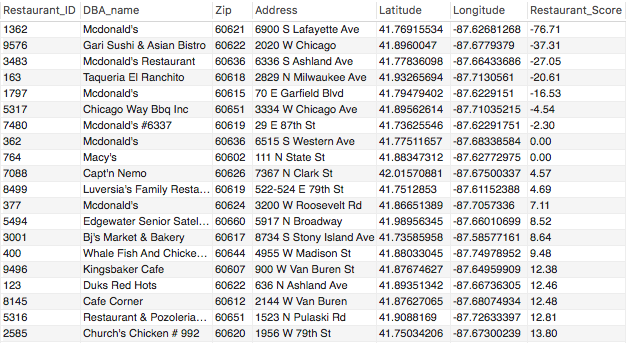 Restaurant_ID DBA_name Zip Address Latitude Longitude Restaurant_Score
1362 Mcdonald's 60621 6900 S Lafayette Ave 41.76915534 -87.62681268 -76.71
9576 Gari Sushi & Asian Bistro 60622 2020 W Chicago 41.8960047 -87.6779379 -37.31
3483 Mcdonald's Restaurant 60636 6336 S Ashland Ave 41.77836098 -87.66433686 -27.05
163 Taqueria El Ranchito 60618 2829 N Milwaukee Ave 41.93265694 -87.7130561 -20.61
1797 Mcdonald's 60615 70 E Garfield Blvd 41.79479402 -87.6229151 -16.53
5317 Chicago Way Bbq Inc 60651 3334 W Chicago Ave 41.89562614 -87.71035215 -4.54
7480 Mcdonald's #6337 60619 29 E 87th St 41.73625546 -87.62291751 -2.30
362 Mcdonald's 60636 6515 S Western Ave 41.77511657 -87.68338584 0.00
764 Macy's 60602 111 N State St 41.88347312 -87.62772975 0.00
7088 Capt'n Nemo 60626 7367 N Clark St 42.01570881 -87.67500337 4.57
8499 Luversia's Family Resta... 60619 522-524 E 79th St 41.7512853 -87.61152388 4.69
377 Mcdonald's 60624 3200 W Roosevelt Rd 41.86651389 -87.7057336 7.11
5494 Edgewater Senior Satel... 60660 5917 N Broadway 41.98956345 -87.66010699 8.52
3001 Bj's Market & Bakery 60617 8734 S Stony Island Ave 41.73585958 -87.58577161 8.64
400 Whale Fish And Chicke... 60644 4955 W Madison St 41.88033045 -87.74978952 9.48
9496 Kingsbaker Cafe 60607 900 W Van Buren St 41.87674627 -87.64959909 12.38
123 Duks Red Hots 60622 636 N Ashland Ave 41.89351342 -87.66736305 12.46
8145 Cafe Corner 60612 2144 W Van Buren 41.87627065 -87.68074934 12.48
5316 Restaurant & Pozoleria... 60651 1523 N Pulaski Rd 41.9088169 -87.72633397 12.81
2585 Church's Chicken # 992 60620 1956 W 79th St 41.75034206 -87.67300239 13.80